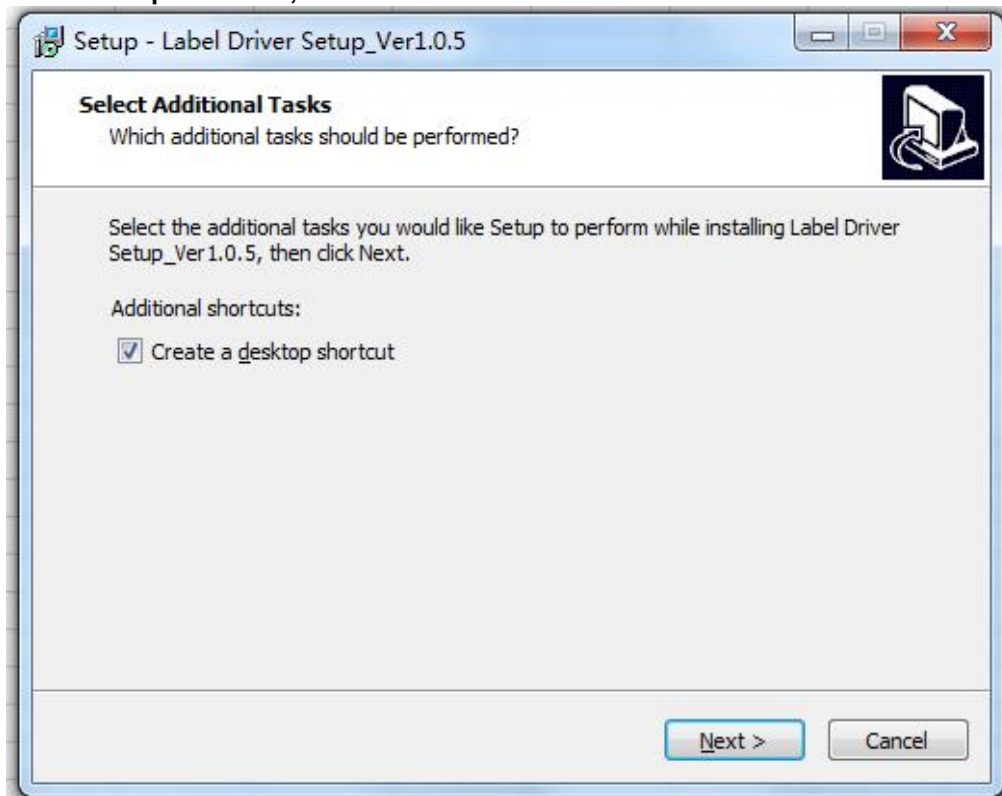 Setup - Label Driver Setup_Ver1.0.5
Select Additional Tasks
Which additional tasks should be performed?
Select the additional tasks you would like Setup to perform while installing Label Driver
Setup_Ver1.0.5, then click Next.
Additional shortcuts:
Create a desktop shortcut
Next >
Cancel